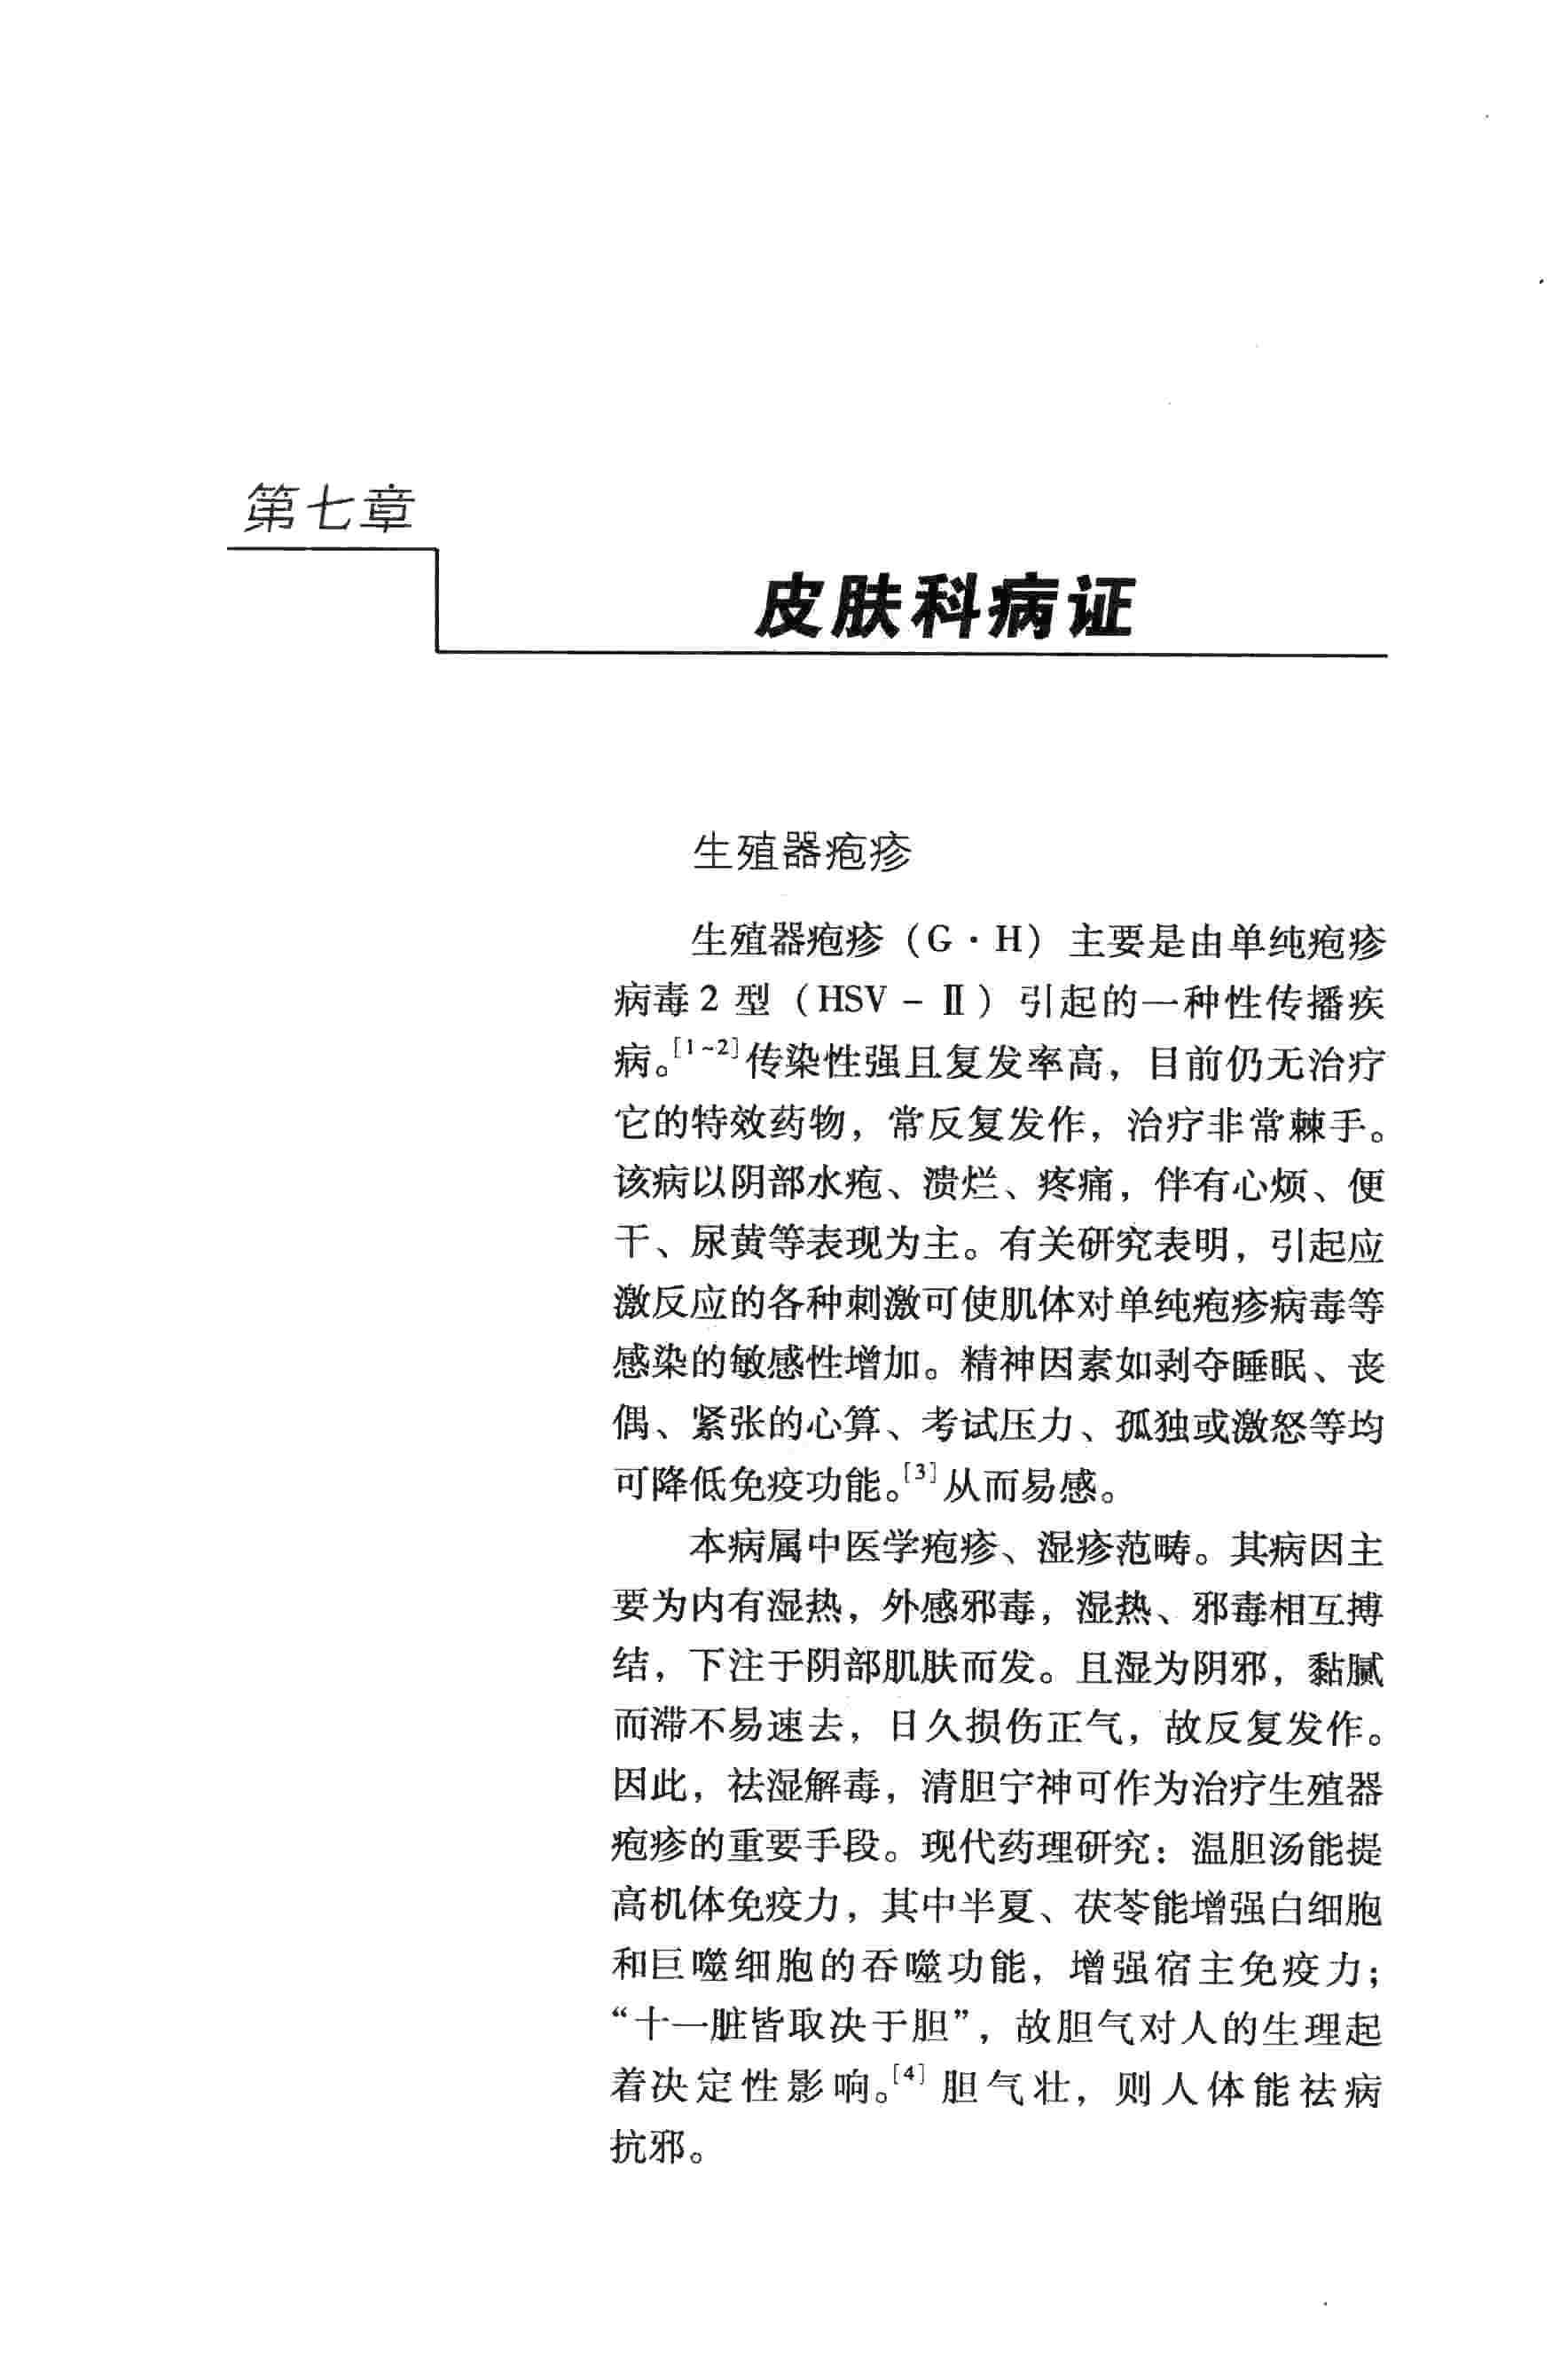 第七章
皮肤科病证
生殖器疱疹
生殖器疱疹（G·H）主要是由单纯疱疹
病毒2型（HSV－Ⅱ）引起的一种性传播疾
病。[1~2]传染性强且复发率高，目前仍无治疗
它的特效药物，常反复发作，治疗非常棘手。
该病以阴部水疱、溃烂、疼痛，伴有心烦、便
干、尿黄等表现为主。有关研究表明，引起应
激反应的各种刺激可使肌体对单纯疱疹病毒等
感染的敏感性增加。精神因素如剥夺睡眠、丧
偶、紧张的心算、考试压力、孤独或激怒等均
可降低免疫功能。[3]从而易感。
本病属中医学疱疹、湿疹范畴。其病因主
要为内有湿热，外感邪毒，湿热、邪毒相互搏
结，下注于阴部肌肤而发。且湿为阴邪，黏腻
而滞不易速去，日久损伤正气，故反复发作。
因此，祛湿解毒，清胆宁神可作为治疗生殖器
疱疹的重要手段。现代药理研究：温胆汤能提
高机体免疫力，其中半夏、茯苓能增强白细胞
和巨噬细胞的吞噬功能，增强宿主免疫力；
“十一脏皆取决于胆”，故胆气对人的生理起
着决定性影响。[4]胆气壮，则人体能祛病
抗邪。